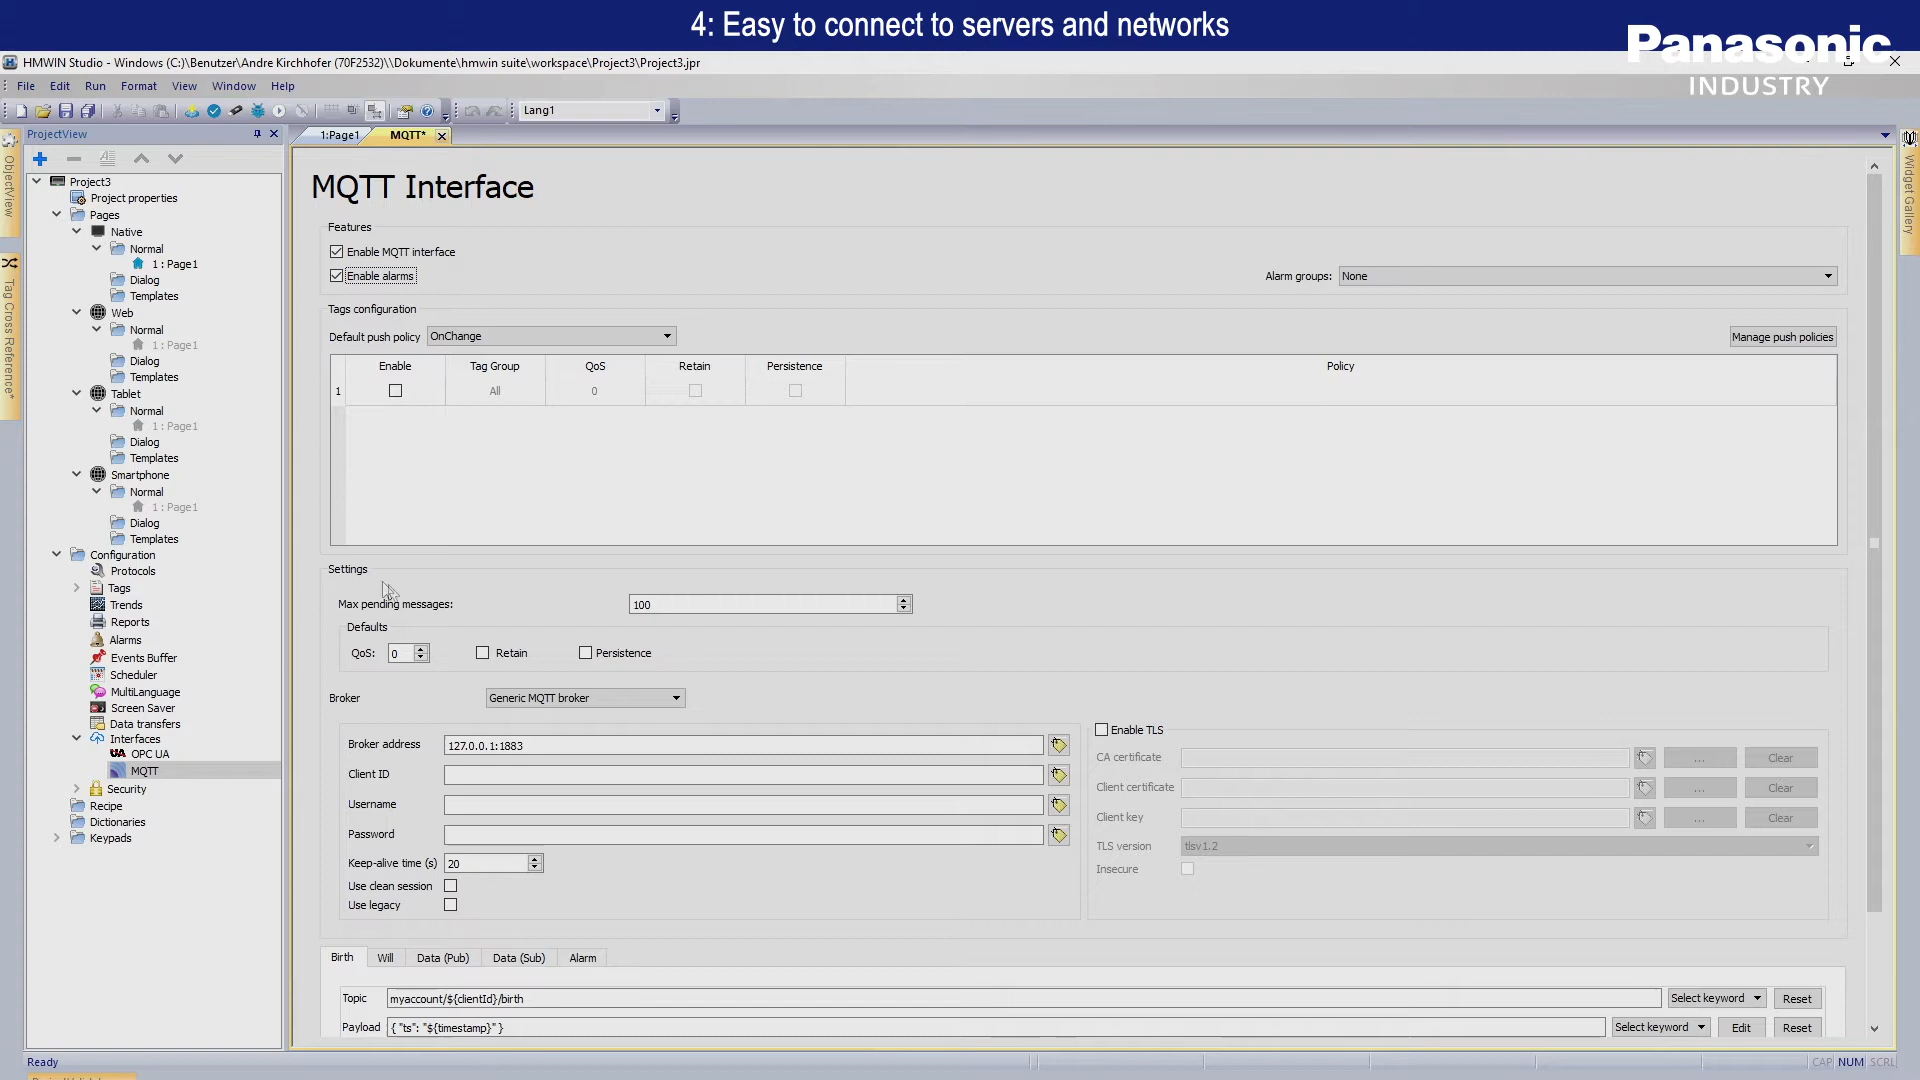 4: Easy to connect to servers and networks
Panasonic
INDUSTRY
HMWIN Studio - Windows (C:)\Benutzer\Andre Kirchhofer (70F2532)\\Dokumente\hmwin suite\workspace\Project3\Project3.jpr
File Edit Run Format View Window Help
Lang1
ProjectView
1:Page1 MQTT*
ObjectView
Tag Cross Reference*
Widget Gallery
Project3
Project properties
Pages
Native
Normal
1 : Page1
Dialog
Templates
Web
Normal
1 : Page1
Dialog
Templates
Tablet
Normal
1 : Page1
Dialog
Templates
Smartphone
Normal
1 : Page1
Dialog
Templates
Configuration
Protocols
Tags
Trends
Reports
Alarms
Events Buffer
Scheduler
MultiLanguage
Screen Saver
Data transfers
Interfaces
OPC UA
MQTT
Security
Recipe
Dictionaries
Keypads
MQTT Interface
Features
Enable MQTT interface
Enable alarms Alarm groups: None
Tags configuration
Default push policy OnChange Manage push policies
Enable Tag Group QoS Retain Persistence Policy
1 All 0
Settings
Max pending messages: 100
Defaults
QoS: 0 Retain Persistence
Broker Generic MQTT broker
Broker address 127.0.0.1:1883
Client ID
Username
Password
Keep-alive time (s) 20
Use clean session
Use legacy
Enable TLS
CA certificate ... Clear
Client certificate ... Clear
Client key ... Clear
TLS version tlsv1.2
Insecure
Birth Will Data (Pub) Data (Sub) Alarm
Topic myaccount/${clientId}/birth Select keyword Reset
Payload { "ts": "${timestamp}" } Select keyword Edit Reset
Ready CAP NUM SCRL